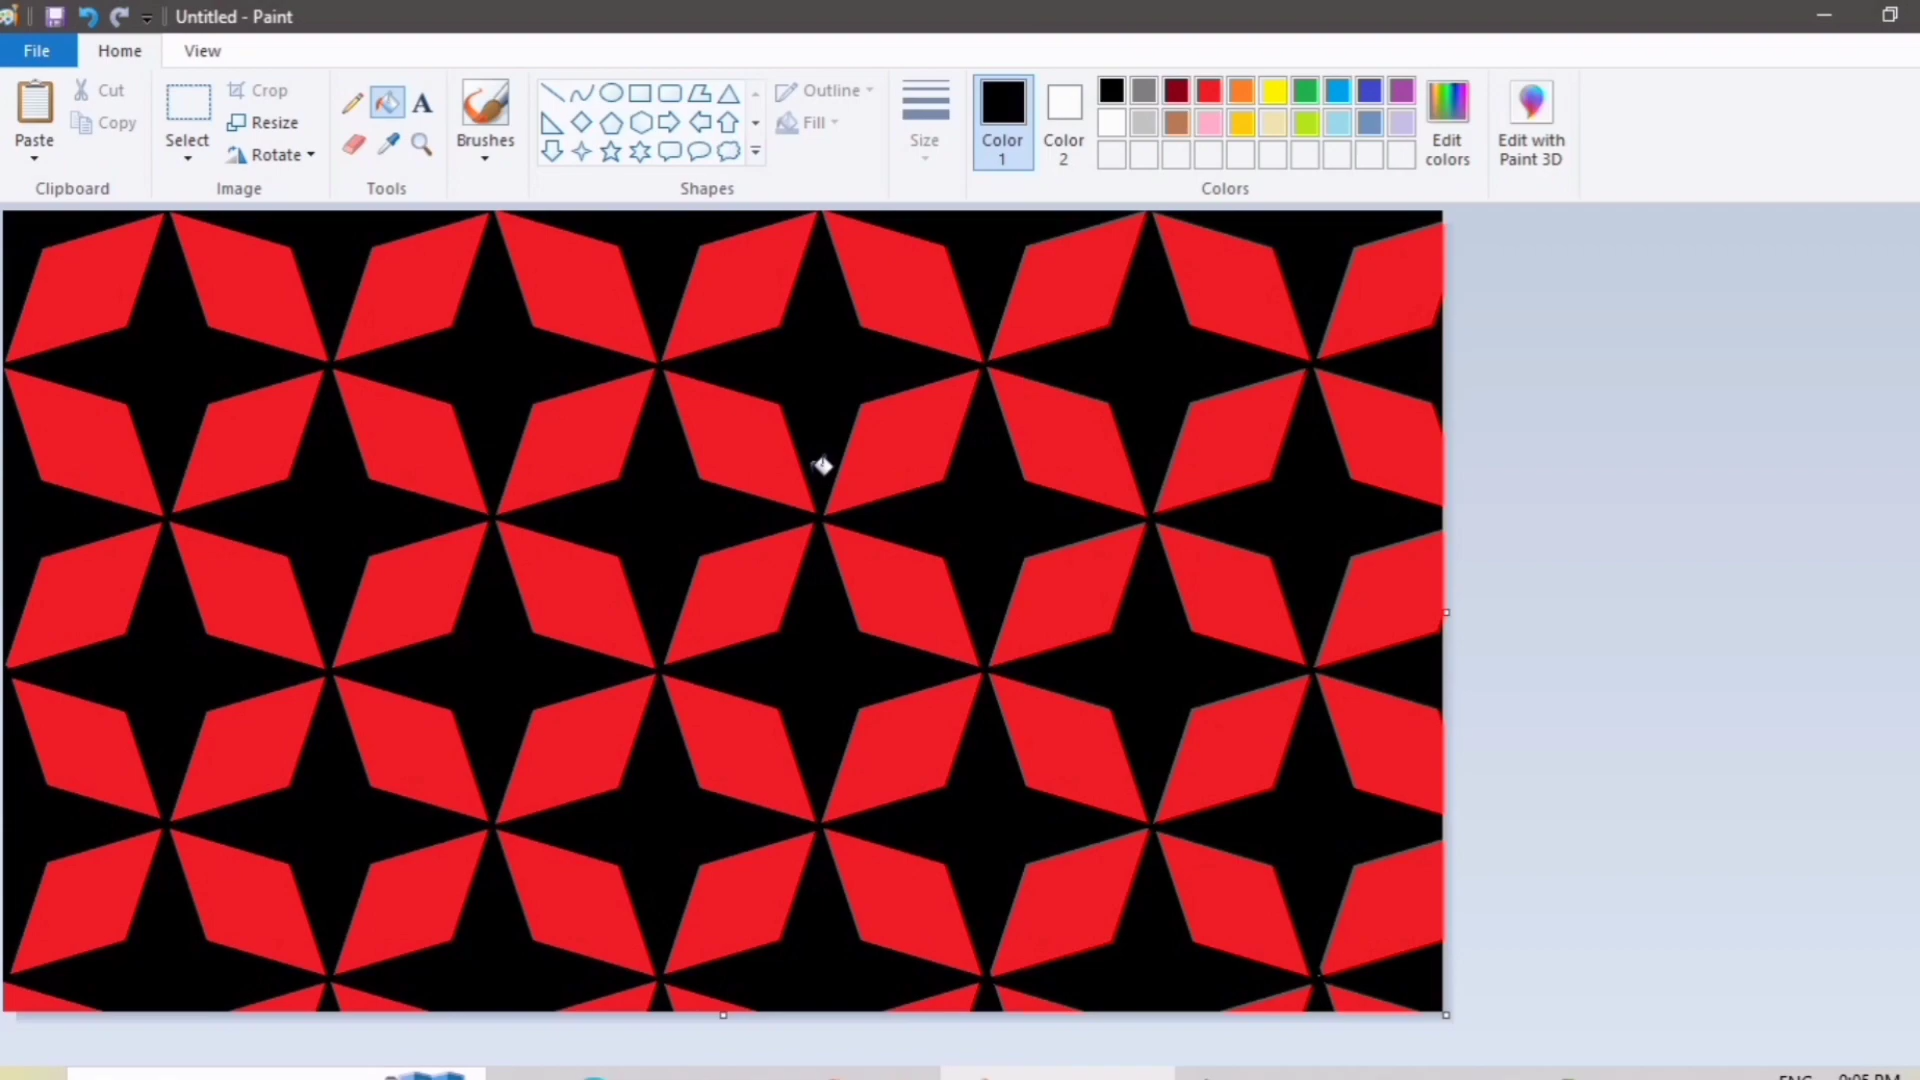 Untitled - Paint
File Home View
Paste
Cut
Copy
Clipboard
Select
Crop
Resize
Rotate
Image
A
Tools
Brushes
Outline
Fill
Shapes
Size
Color 1
Color 2
Edit colors
Colors
Edit with Paint 3D